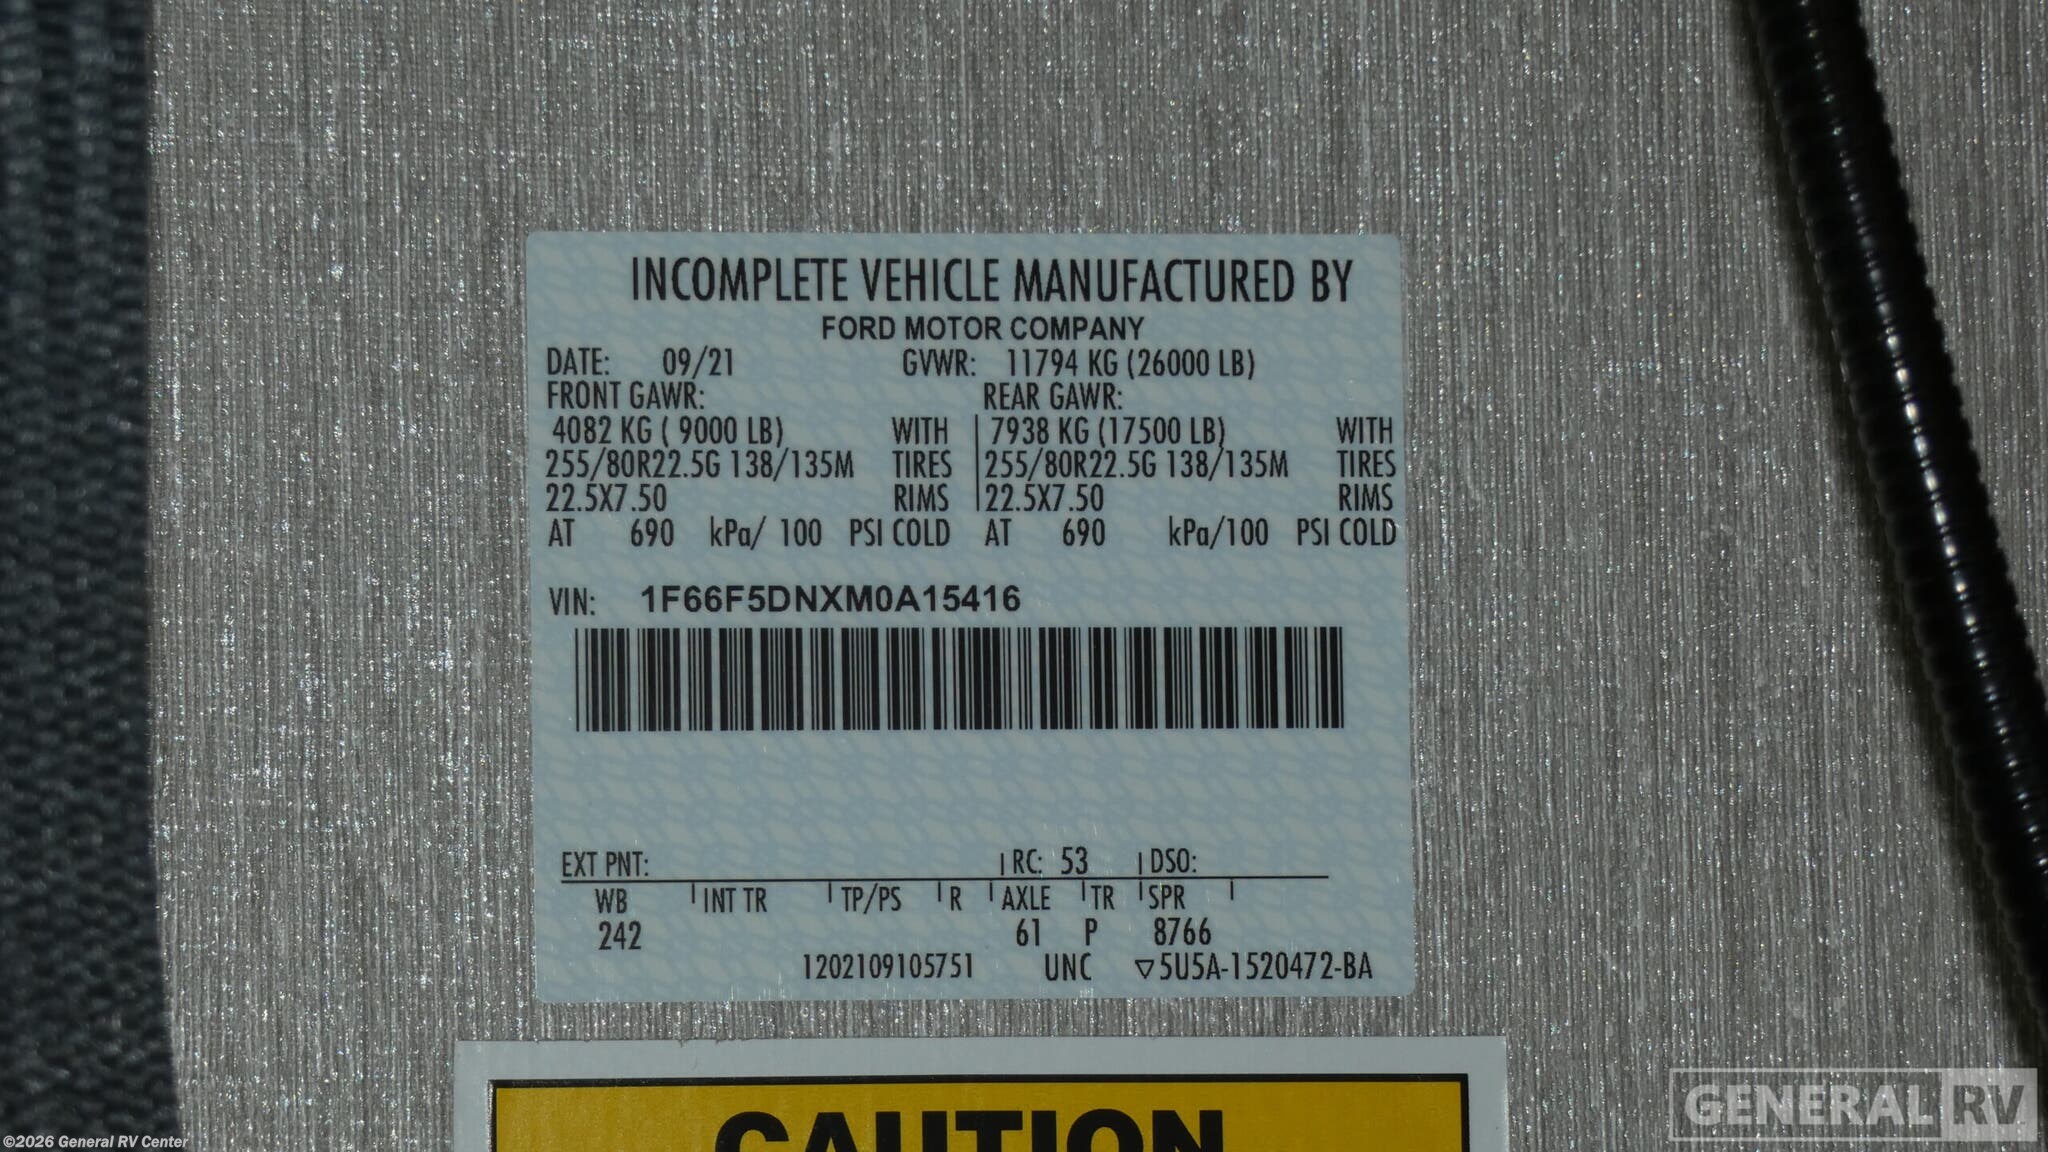 INCOMPLETE VEHICLE MANUFACTURED BY
FORD MOTOR COMPANY
DATE: 09/21 GVWR: 11794 KG (26000 LB)
FRONT GAWR: REAR GAWR:
4082 KG ( 9000 LB) WITH 7938 KG (17500 LB) WITH
255/80R22.5G 138/135M TIRES 255/80R22.5G 138/135M TIRES
22.5X7.50 RIMS 22.5X7.50 RIMS
AT 690 kPa/ 100 PSI COLD AT 690 kPa/100 PSI COLD
VIN: 1F66F5DNXM0A15416
EXT PNT: RC: 53 DSO:
WB INT TR TP/PS R AXLE TR SPR
242 61 P 8766
1202109105751 UNC ▽5U5A-1520472-BA
CAUTION
GENERAL RV
©2026 General RV Center